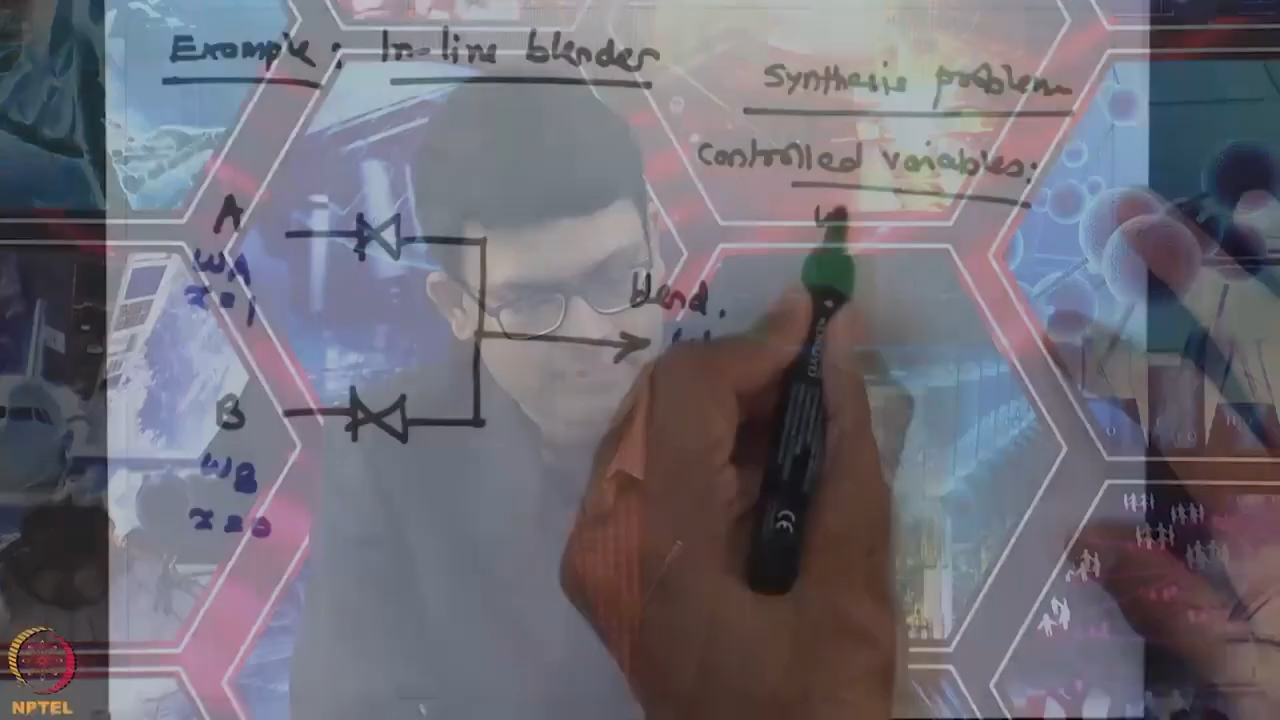 Example: In-line blender
Synthesis problem
Controlled variables:
A
wA
x=1
blend.
B
wB
x=0
NPTEL